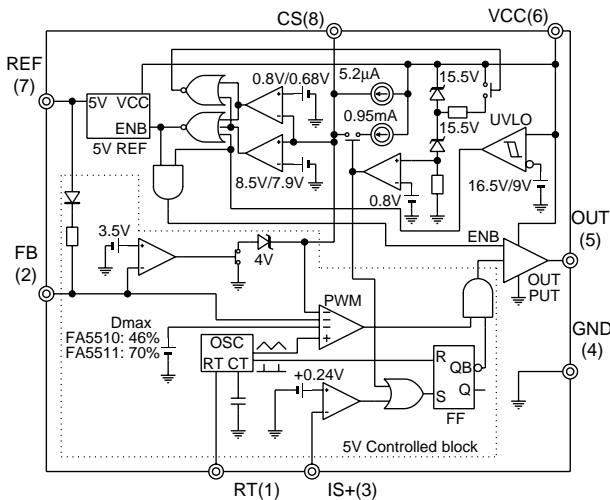 CS(8)
VCC(6)
REF
(7)
5V VCC
ENB
5V REF
0.8V/0.68V
5.2μA
0.95mA
15.5V
15.5V
UVLO
8.5V/7.9V
0.8V
16.5V/9V
OUT
(5)
ENB
OUT
PUT
3.5V
4V
FB
(2)
PWM
Dmax
FA5510: 46%
FA5511: 70%
OSC
RT CT
+0.24V
R
QB
S
Q
FF
GND
(4)
5V Controlled block
RT(1)
IS+(3)